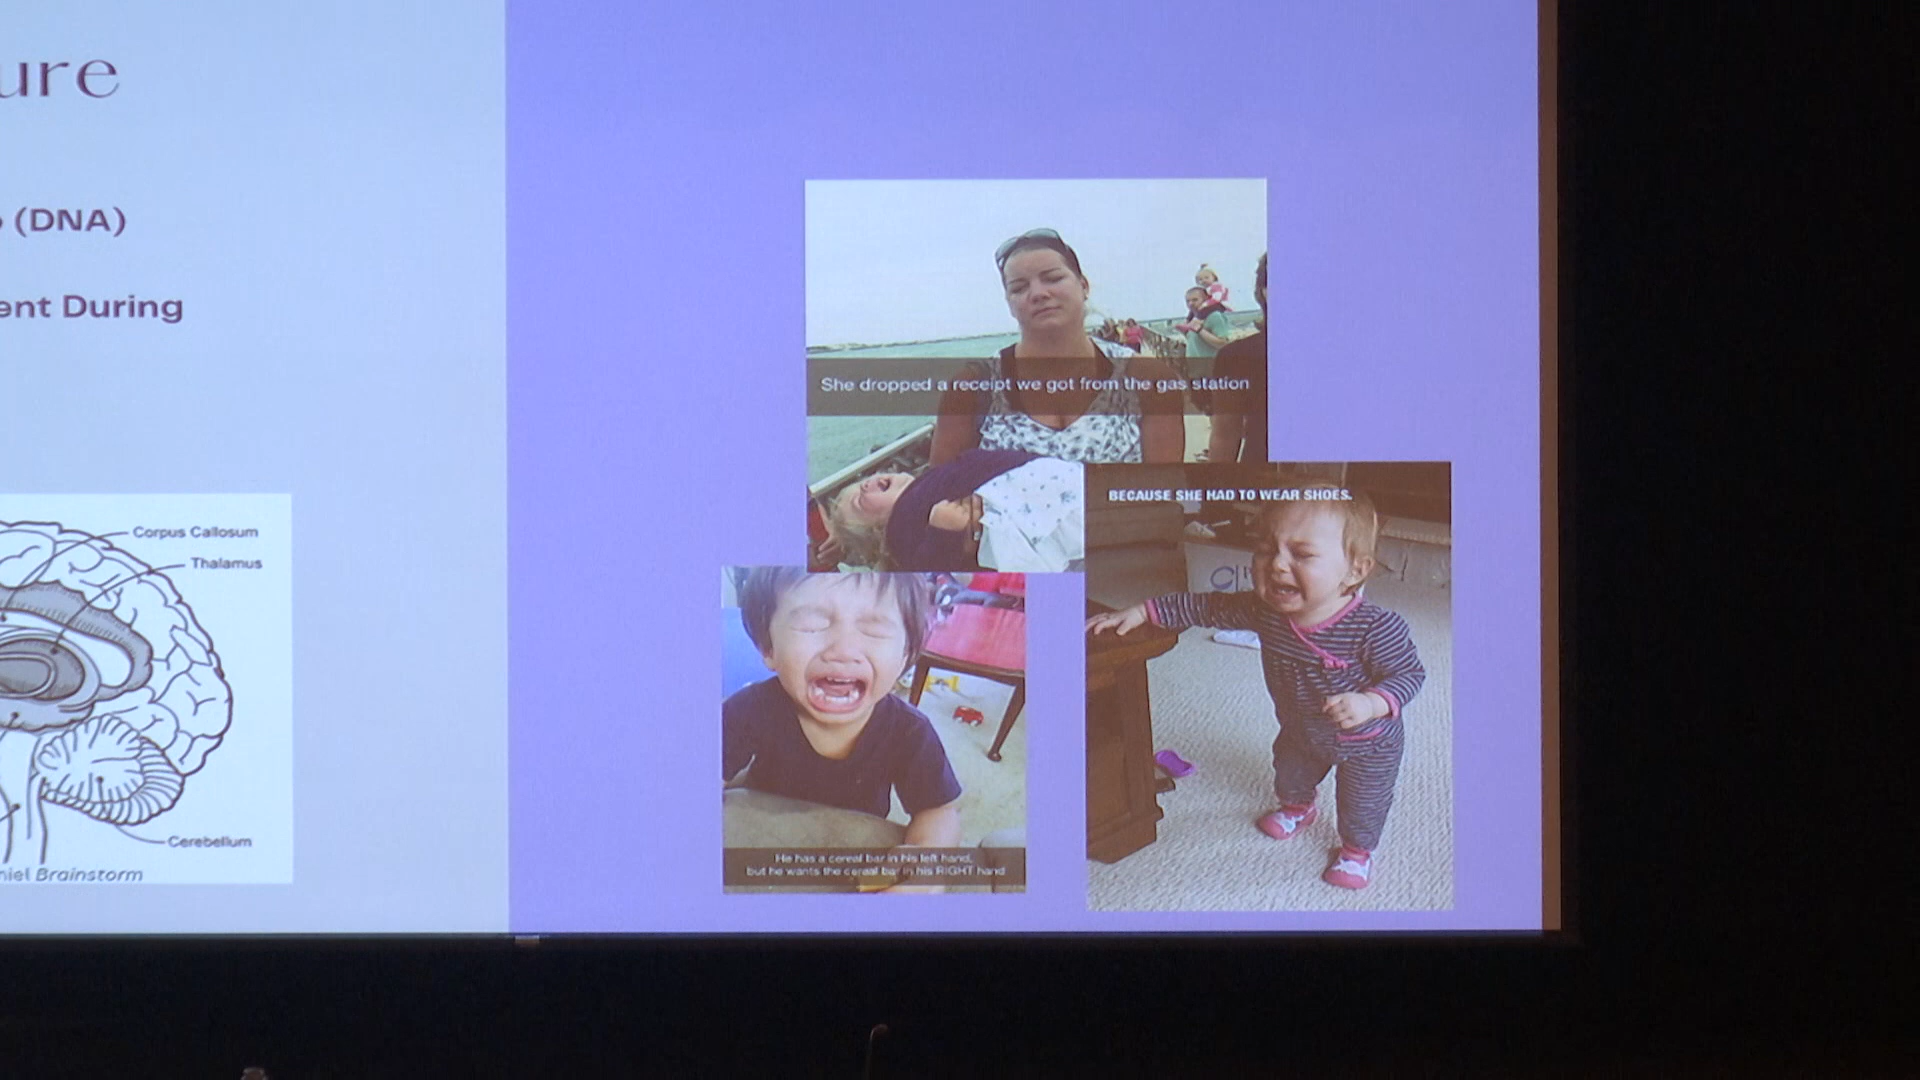 ure
(DNA)
ent During
Corpus Callosum
Thalamus
Cerebellum
niel Brainstorm
She dropped a receipt we got from the gas station
BECAUSE SHE HAD TO WEAR SHOES.
He has a cereal bar in his left hand,
but he wants the cereal bar in his RIGHT hand